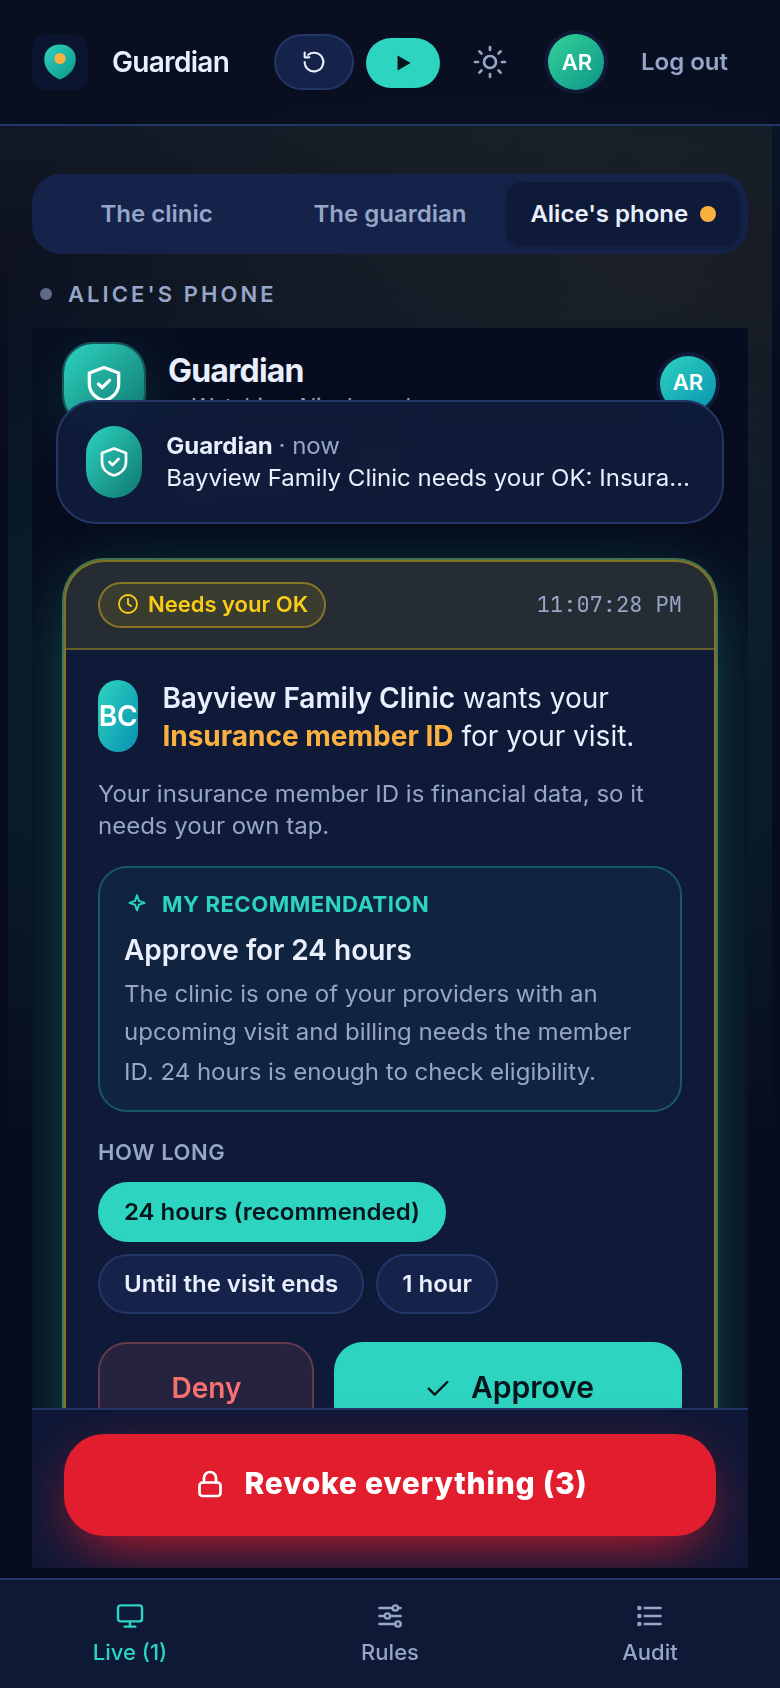 Guardian
AR
Log out
The clinic
The guardian
Alice's phone
ALICE'S PHONE
Guardian
AR
Guardian · now
Bayview Family Clinic needs your OK: Insura...
Needs your OK
11:07:28 PM
BC
Bayview Family Clinic wants your
Insurance member ID for your visit.
Your insurance member ID is financial data, so it
needs your own tap.
MY RECOMMENDATION
Approve for 24 hours
The clinic is one of your providers with an
upcoming visit and billing needs the member
ID. 24 hours is enough to check eligibility.
HOW LONG
24 hours (recommended)
Until the visit ends
1 hour
Deny
Approve
Revoke everything (3)
Live (1)
Rules
Audit